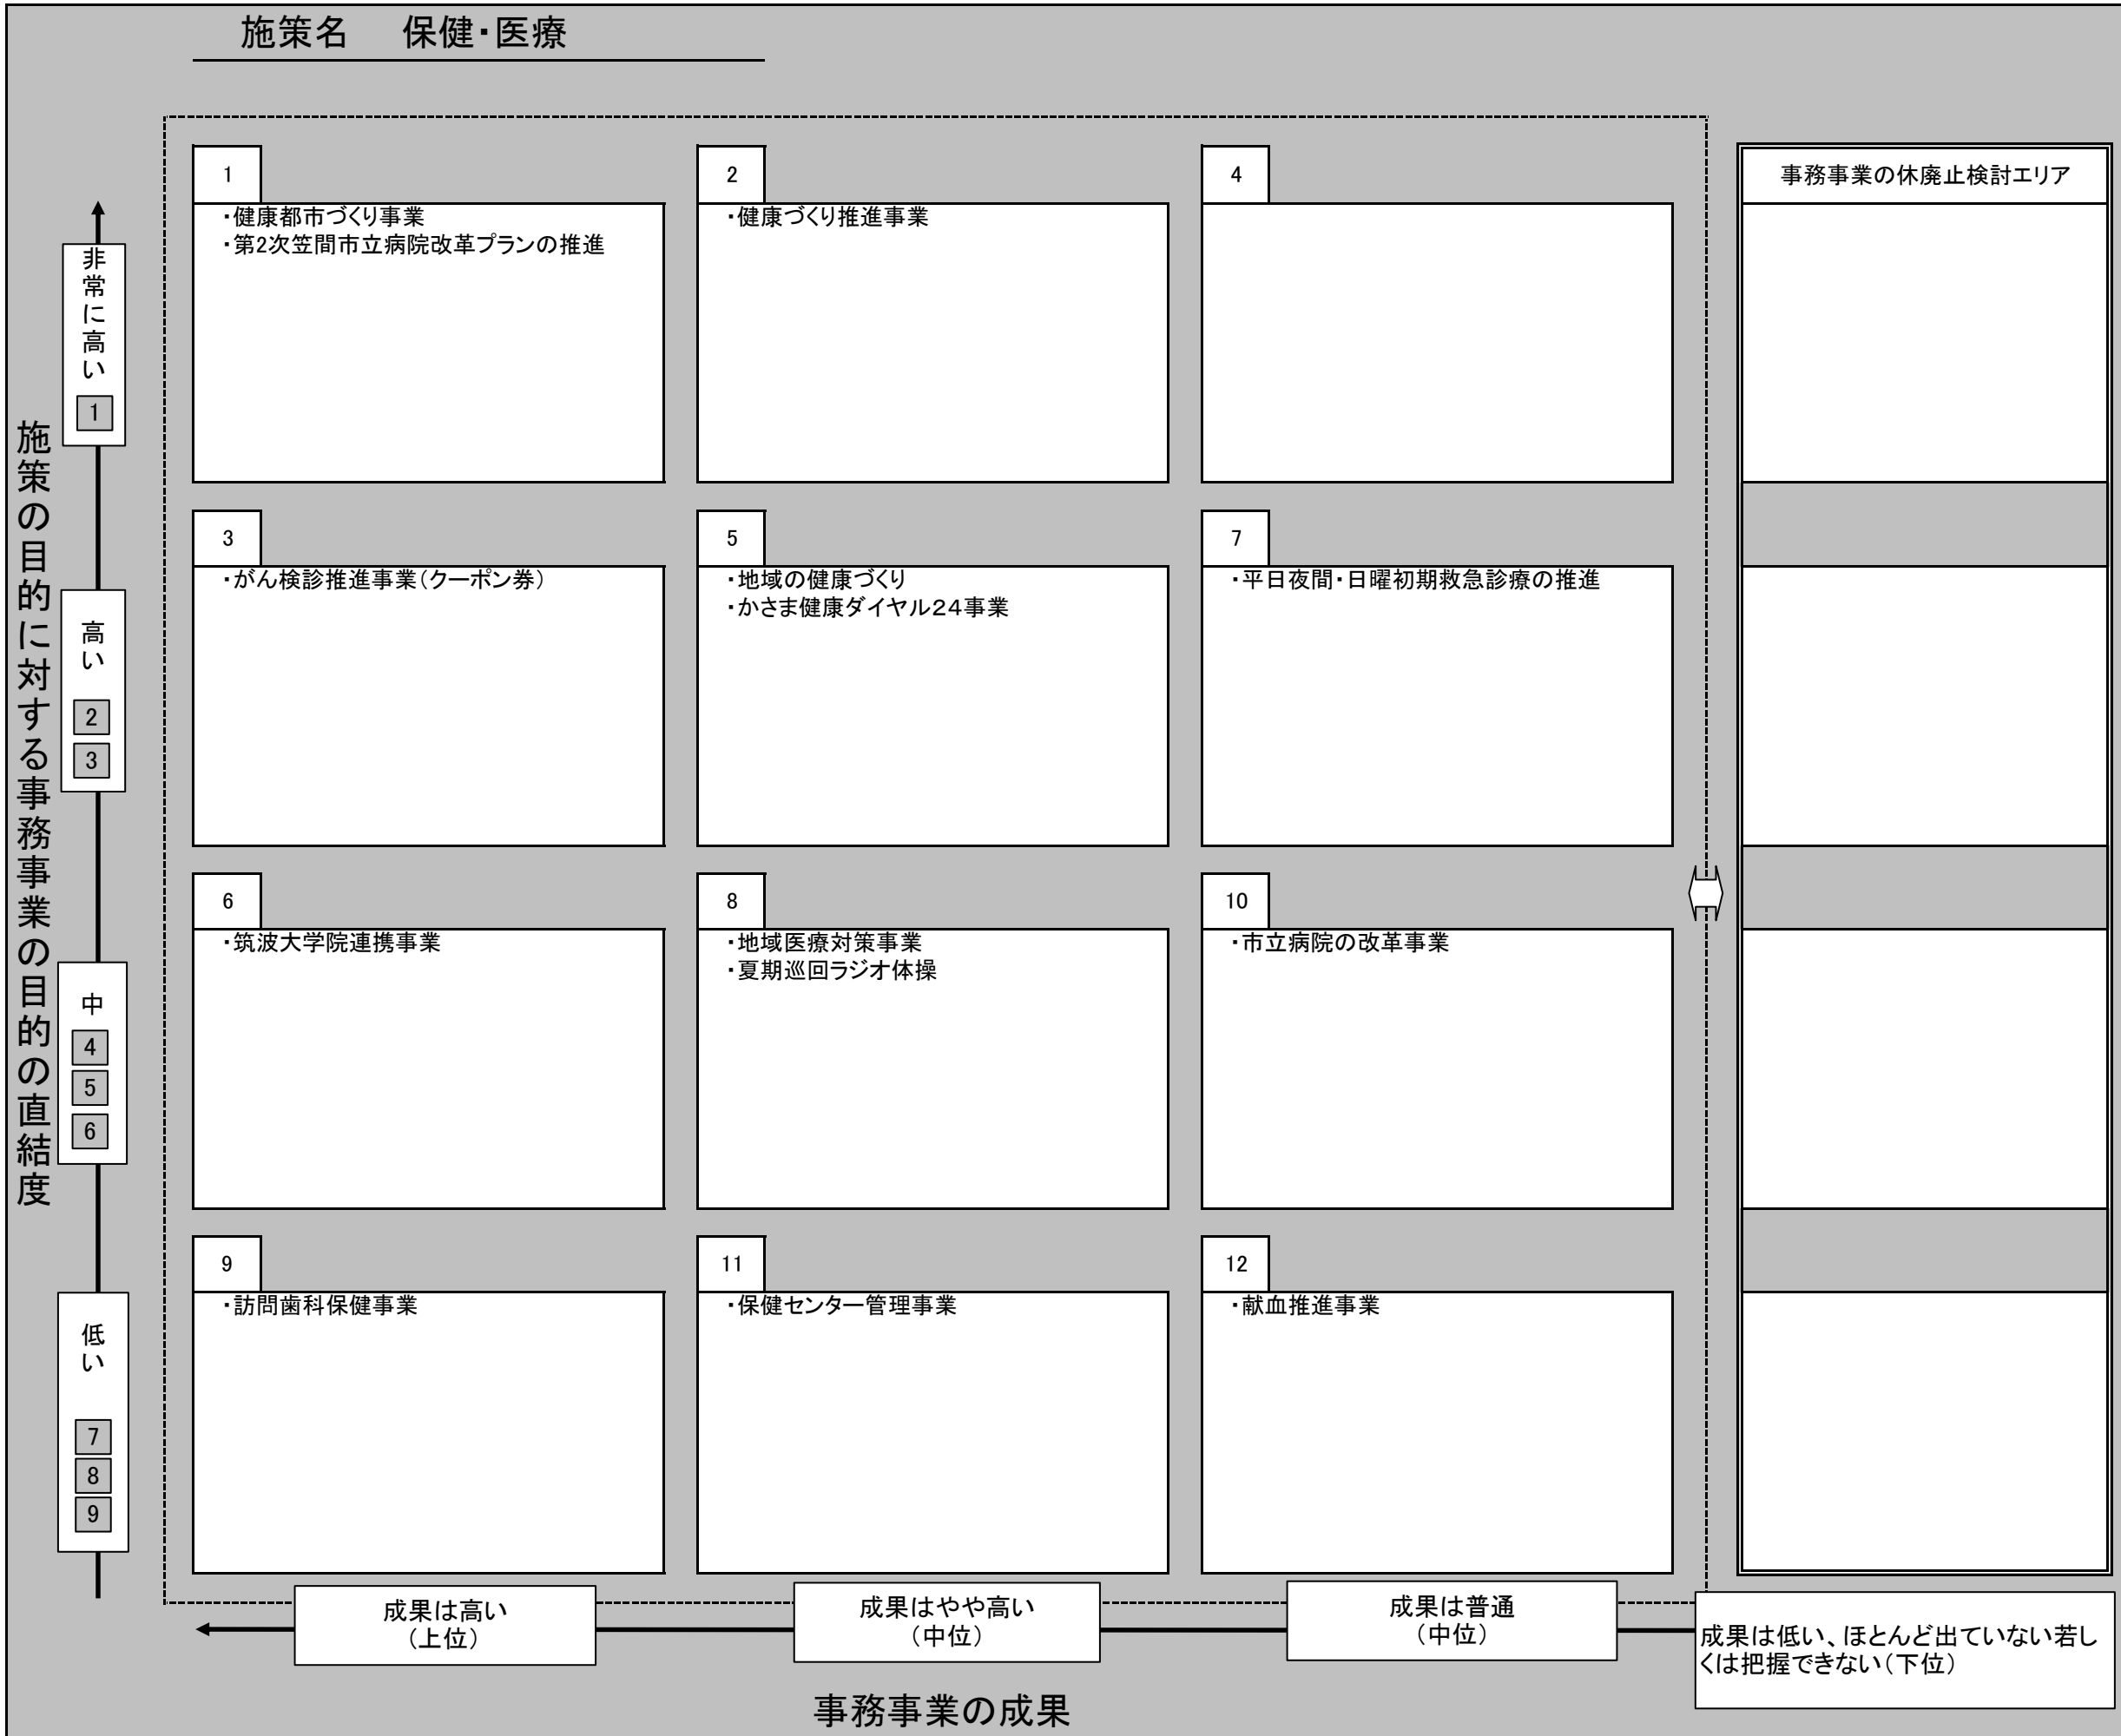 施策名　保健・医療
1
・健康都市づくり事業
・第2次笠間市立病院改革プランの推進
2
・健康づくり推進事業
4
事務事業の休廃止検討エリア
3
・がん検診推進事業（クーポン券）
5
・地域の健康づくり
・かさま健康ダイヤル２４事業
7
・平日夜間・日曜初期救急診療の推進
6
・筑波大学院連携事業
8
・地域医療対策事業
・夏期巡回ラジオ体操
10
・市立病院の改革事業
9
・訪問歯科保健事業
11
・保健センター管理事業
12
・献血推進事業
施策の目的に対する事務事業の目的の直結度
非常に高い
1
高い
2
3
中
4
5
6
低い
7
8
9
成果は高い
（上位）
成果はやや高い
（中位）
成果は普通
（中位）
成果は低い、ほとんど出ていない若し
くは把握できない（下位）
事務事業の成果